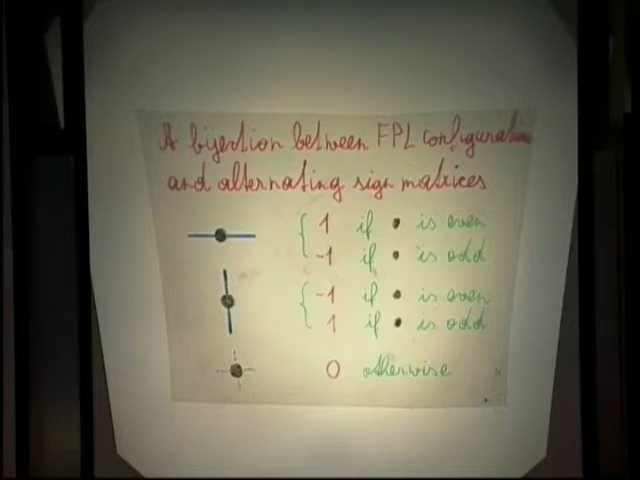 A bijection between FPL configurations
and alternating sign matrices
{ 1 if • is even
-1 if • is odd
{ -1 if • is even
1 if • is odd
0 otherwise